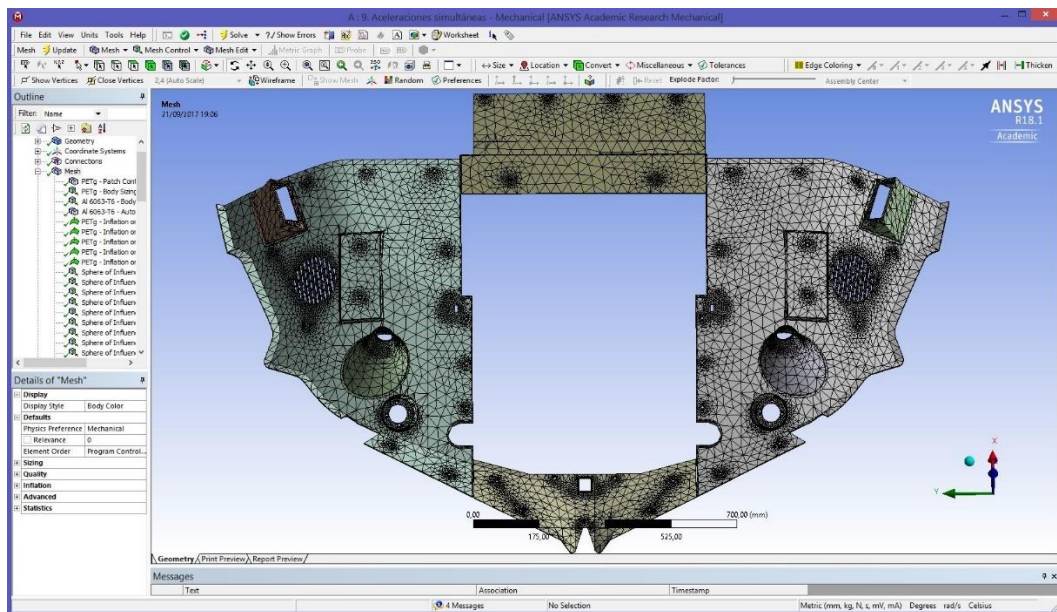 A : 9. Aceleraciones simultáneas - Mechanical [ANSYS Academic Research Mechanical]
File Edit View Units Tools Help Solve ?/ Show Errors Worksheet
Mesh Update Mesh Mesh Control Mesh Edit Metric Graph Probe
Show Vertices Close Vertices 2,4 (Auto Scale) Wireframe Show Mesh Random Preferences Size Location Convert Miscellaneous Tolerances Reset Explode Factor: Assembly Center Edge Coloring Thicken
Outline
Filter: Name
Geometry
Coordinate Systems
Connections
Mesh
PETg - Patch Cont
PETg - Body Sizing
Al 6063-T6 - Body
Al 6063-T6 - Auto
PETg - Inflation or
PETg - Inflation or
PETg - Inflation or
PETg - Inflation or
PETg - Inflation or
Sphere of Influen
Sphere of Influen
Sphere of Influen
Sphere of Influen
Sphere of Influen
Sphere of Influen
Sphere of Influen
Sphere of Influen
Details of "Mesh"
Display
Display Style Body Color
Defaults
Physics Preference Mechanical
Relevance 0
Element Order Program Control...
Sizing
Quality
Inflation
Advanced
Statistics
Mesh
21/09/2017 19:06
ANSYS
R18.1
Academic
X
Y
0,00 700,00 (mm)
175,00 525,00
Geometry Print Preview Report Preview
Messages
Text Association Timestamp
4 Messages No Selection Metric (mm, kg, N, s, mV, mA) Degrees rad/s Celsius